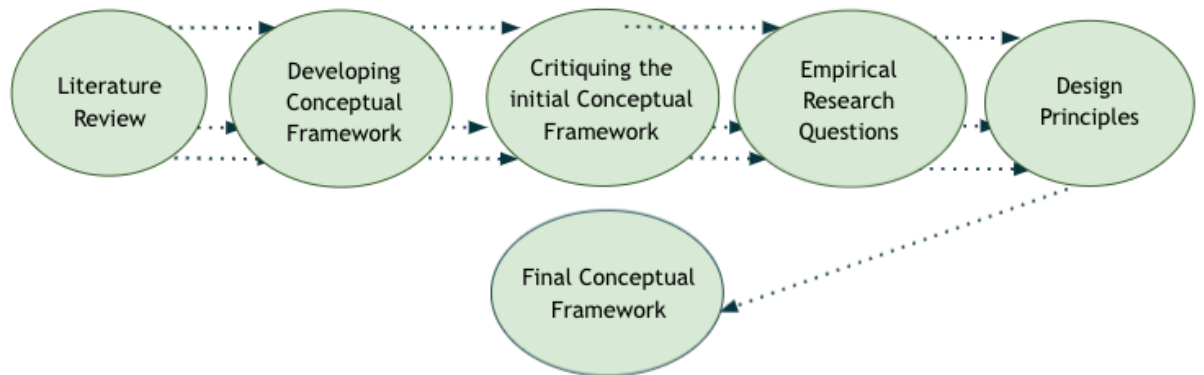 Literature
Review
Developing
Conceptual
Framework
Critiquing the
initial Conceptual
Framework
Empirical
Research
Questions
Design
Principles
Final Conceptual
Framework